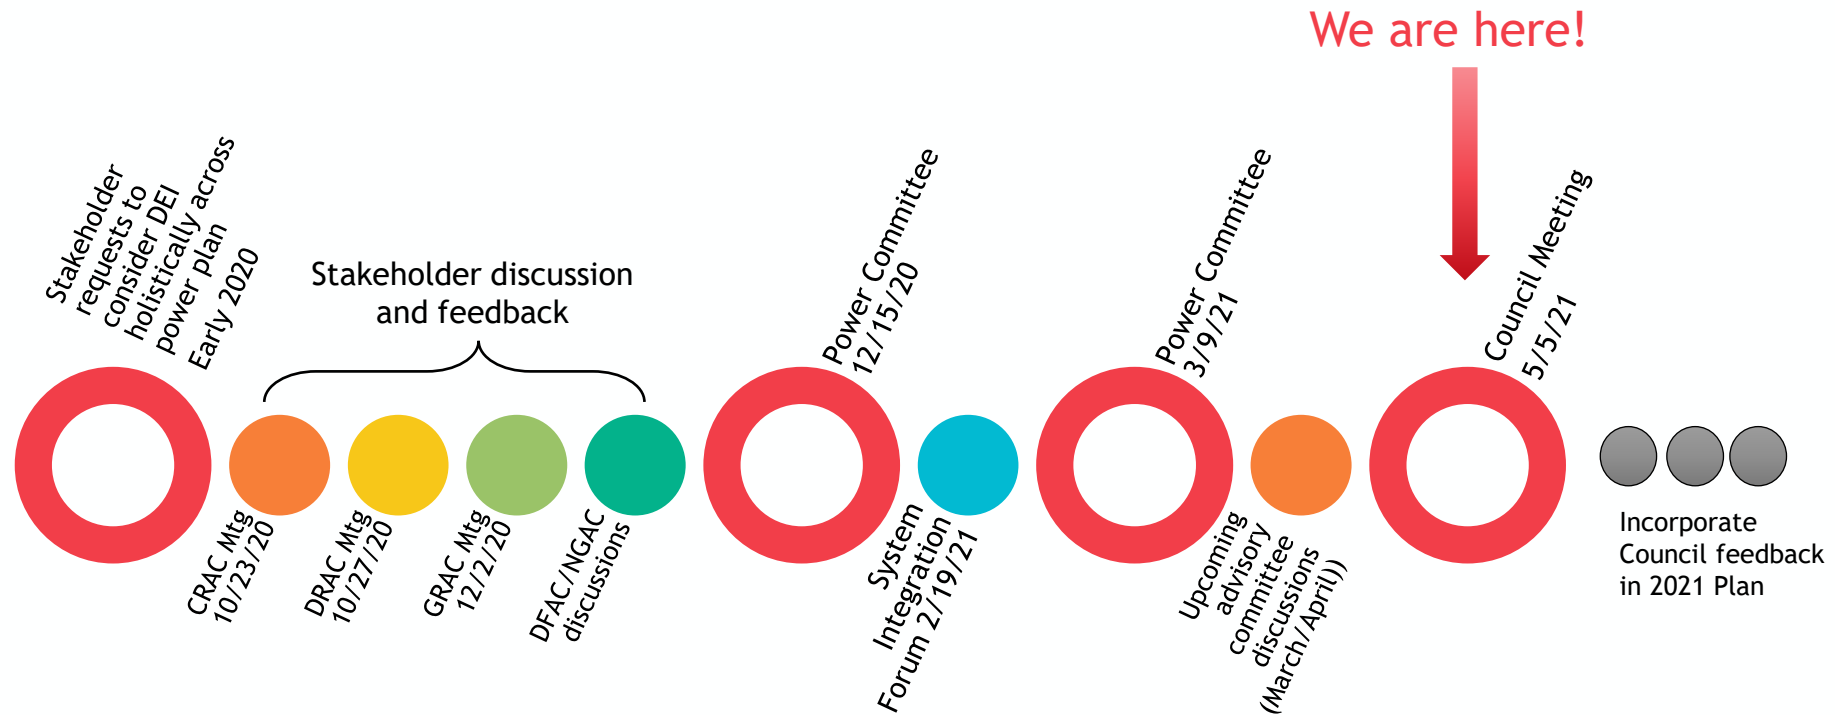 We are here!
Stakeholder
requests to
consider DEI
holistically across
power plan
Early 2020
Stakeholder discussion
and feedback
CRAC Mtg
10/23/20
DRAC Mtg
10/27/20
GRAC Mtg
12/2/20
DFAC/NGAC
discussions
Power Committee
12/15/20
System
Integration
Forum 2/19/21
Power Committee
3/9/21
Upcoming
advisory
committee
discussions
(March/April))
Council Meeting
5/5/21
Incorporate
Council feedback
in 2021 Plan